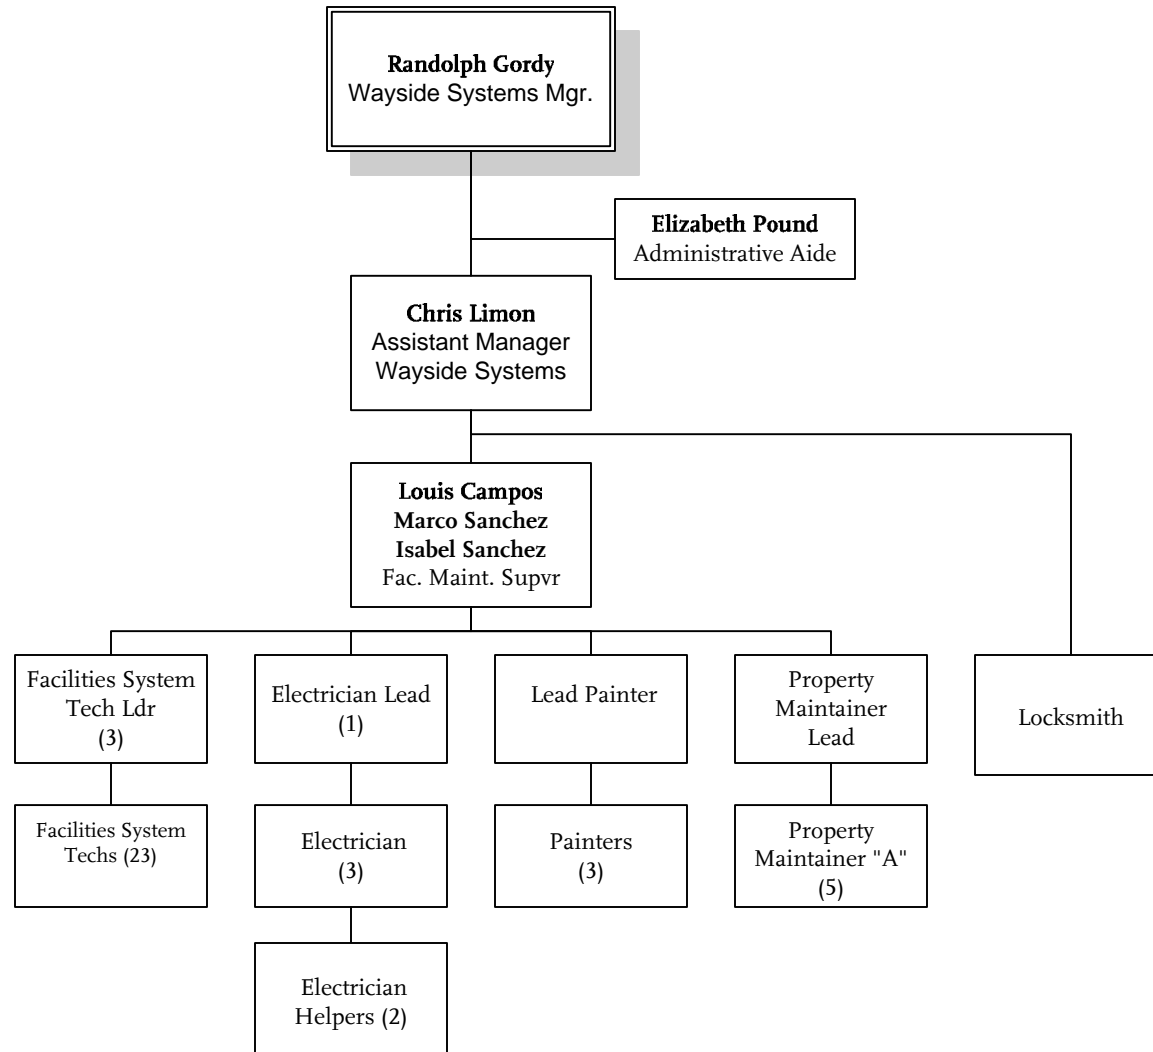 Randolph Gordy
Wayside Systems Mgr.
Elizabeth Pound
Administrative Aide
Chris Limon
Assistant Manager
Wayside Systems
Louis Campos
Marco Sanchez
Isabel Sanchez
Fac. Maint. Supvr
Facilities System
Tech Ldr
(3)
Electrician Lead
(1)
Lead Painter
Property
Maintainer
Lead
Locksmith
Facilities System
Techs (23)
Electrician
(3)
Painters
(3)
Property
Maintainer "A"
(5)
Electrician
Helpers (2)